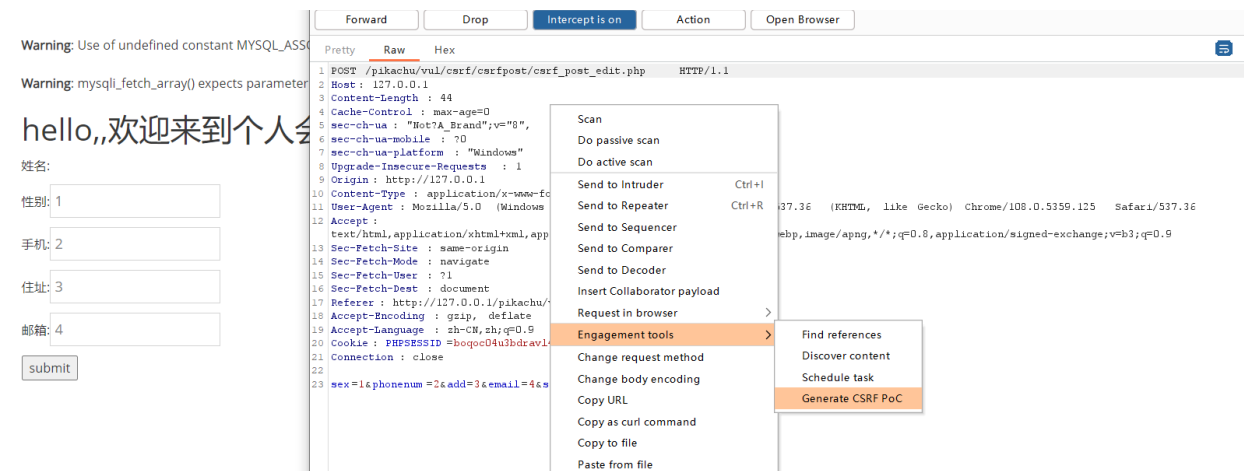 Warning: Use of undefined constant MYSQL_ASSO
Warning: mysqli_fetch_array() expects parameter
hello,,欢迎来到个人会
姓名:
性别: 1
手机: 2
住址: 3
邮箱: 4
submit
Forward Drop Intercept is on Action Open Browser
Pretty Raw Hex
1 POST /pikachu/vul/csrf/csrfpost/csrf_post_edit.php HTTP/1.1
2 Host: 127.0.0.1
3 Content-Length : 44
4 Cache-Control : max-age=0
5 sec-ch-ua : "Not?A_Brand";v="8",
6 sec-ch-ua-mobile : ?0
7 sec-ch-ua-platform : "Windows"
8 Upgrade-Insecure-Requests : 1
9 Origin : http://127.0.0.1
10 Content-Type : application/x-www-fo
11 User-Agent : Mozilla/5.0 (Windows 537.36 (KHTML, like Gecko) Chrome/108.0.5359.125 Safari/537.36
12 Accept :
text/html,application/xhtml+xml,app ebp,image/apng,*/*;q=0.8,application/signed-exchange;v=b3;q=0.9
13 Sec-Fetch-Site : same-origin
14 Sec-Fetch-Mode : navigate
15 Sec-Fetch-User : ?1
16 Sec-Fetch-Dest : document
17 Referer : http://127.0.0.1/pikachu/
18 Accept-Encoding : gzip, deflate
19 Accept-Language : zh-CN,zh;q=0.9
20 Cookie : PHPSESSID =boqoc04u3bdravl
21 Connection : close
22
23 sex=1&phonenum =2&add=3&email=4&s
Scan
Do passive scan
Do active scan
Send to Intruder Ctrl+I
Send to Repeater Ctrl+R
Send to Sequencer
Send to Comparer
Send to Decoder
Insert Collaborator payload
Request in browser
Engagement tools
Change request method
Change body encoding
Copy URL
Copy as curl command
Copy to file
Paste from file
Find references
Discover content
Schedule task
Generate CSRF PoC